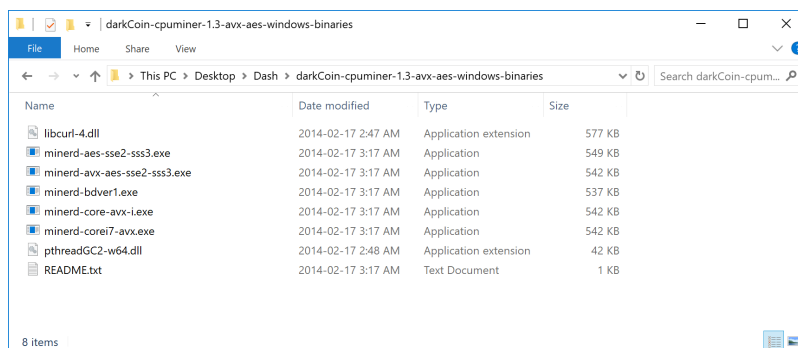 darkCoin-cpuminer-1.3-avx-aes-windows-binaries
File Home Share View
This PC Desktop Dash darkCoin-cpuminer-1.3-avx-aes-windows-binaries Search darkCoin-cpum...
Name Date modified Type Size
libcurl-4.dll 2014-02-17 2:47 AM Application extension 577 KB
minerd-aes-sse2-sss3.exe 2014-02-17 3:17 AM Application 549 KB
minerd-avx-aes-sse2-sss3.exe 2014-02-17 3:17 AM Application 542 KB
minerd-bdver1.exe 2014-02-17 3:17 AM Application 537 KB
minerd-core-avx-i.exe 2014-02-17 3:17 AM Application 542 KB
minerd-corei7-avx.exe 2014-02-17 3:17 AM Application 542 KB
pthreadGC2-w64.dll 2014-02-17 2:48 AM Application extension 42 KB
README.txt 2014-02-17 3:17 AM Text Document 1 KB
8 items